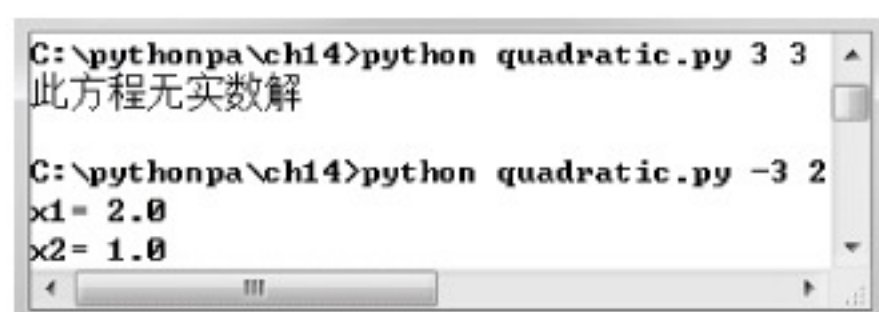 C:\pythonpa\ch14>python quadratic.py 3 3
此方程无实数解
C:\pythonpa\ch14>python quadratic.py -3 2
x1= 2.0
x2= 1.0